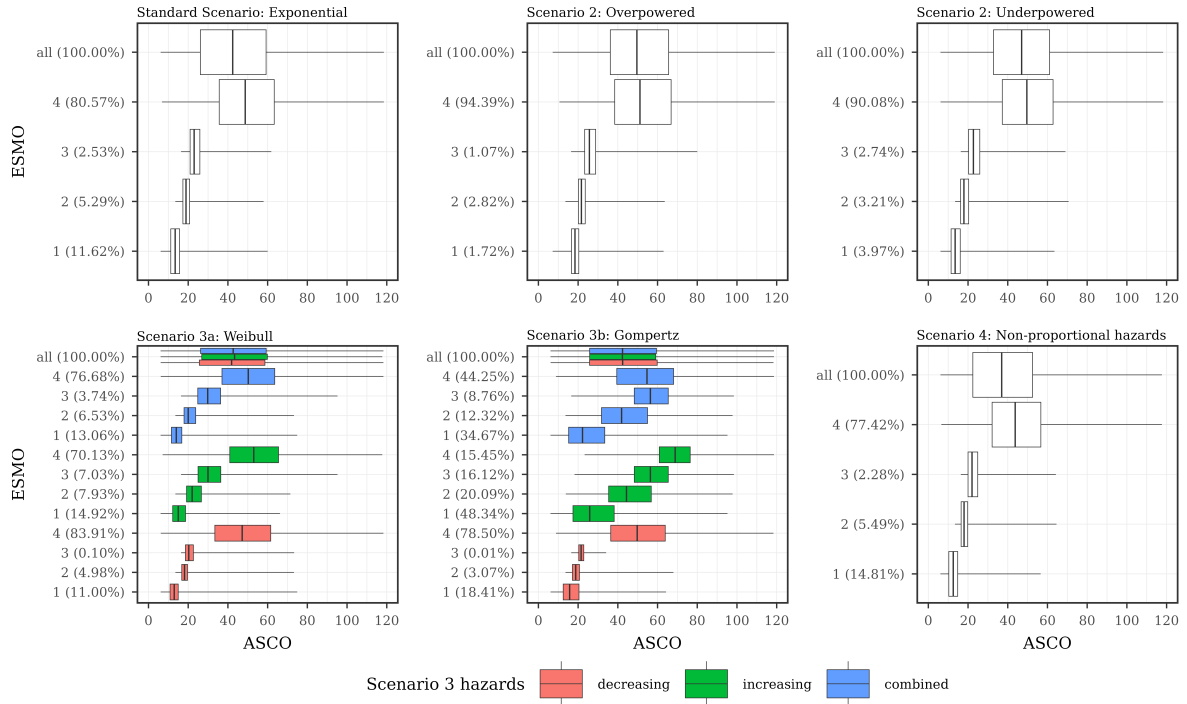 Standard Scenario: Exponential
ESMO
all (100.00%)
4 (80.57%)
3 (2.53%)
2 (5.29%)
1 (11.62%)
0 20 40 60 80 100 120
Scenario 2: Overpowered
all (100.00%)
4 (94.39%)
3 (1.07%)
2 (2.82%)
1 (1.72%)
0 20 40 60 80 100 120
Scenario 2: Underpowered
all (100.00%)
4 (90.08%)
3 (2.74%)
2 (3.21%)
1 (3.97%)
0 20 40 60 80 100 120
Scenario 3a: Weibull
ESMO
all (100.00%)
4 (76.68%)
3 (3.74%)
2 (6.53%)
1 (13.06%)
4 (70.13%)
3 (7.03%)
2 (7.93%)
1 (14.92%)
4 (83.91%)
3 (0.10%)
2 (4.98%)
1 (11.00%)
0 20 40 60 80 100 120
ASCO
Scenario 3b: Gompertz
all (100.00%)
4 (44.25%)
3 (8.76%)
2 (12.32%)
1 (34.67%)
4 (15.45%)
3 (16.12%)
2 (20.09%)
1 (48.34%)
4 (78.50%)
3 (0.01%)
2 (3.07%)
1 (18.41%)
0 20 40 60 80 100 120
ASCO
Scenario 4: Non-proportional hazards
all (100.00%)
4 (77.42%)
3 (2.28%)
2 (5.49%)
1 (14.81%)
0 20 40 60 80 100 120
ASCO
Scenario 3 hazards decreasing increasing combined